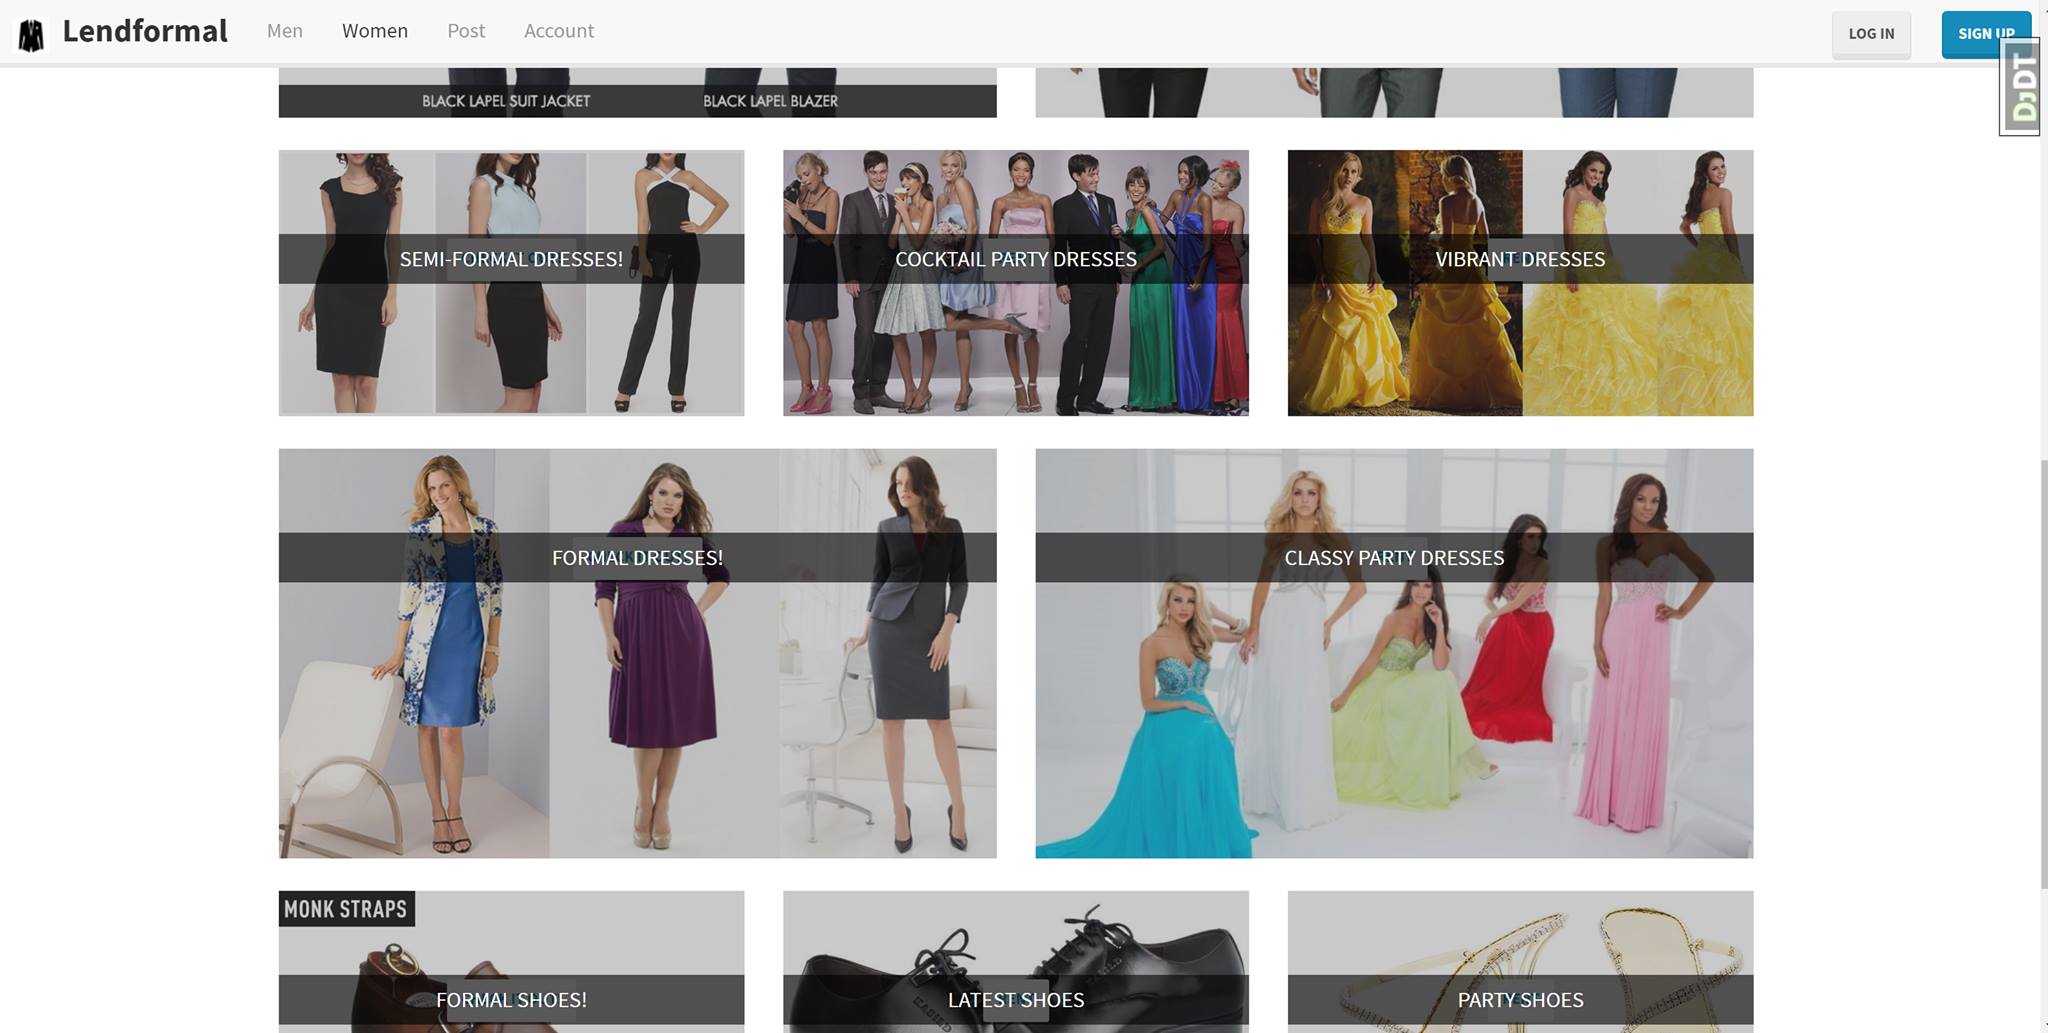 Lendformal
Men
Women
Post
Account
LOG IN
SIGN UP
DJDT
BLACK LAPEL SUIT JACKET
BLACK LAPEL BLAZER
SEMI-FORMAL DRESSES!
COCKTAIL PARTY DRESSES
VIBRANT DRESSES
FORMAL DRESSES!
CLASSY PARTY DRESSES
MONK STRAPS
FORMAL SHOES!
LATEST SHOES
PARTY SHOES